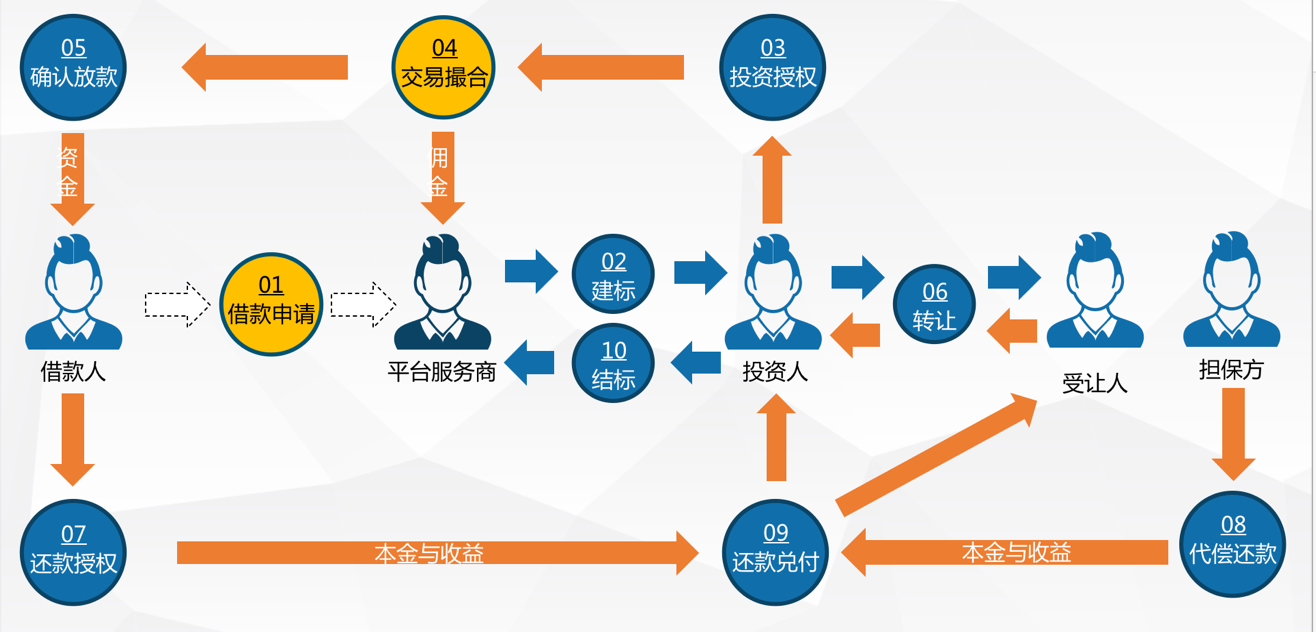 05
确认放款
04
交易撮合
03
投资授权
资
金
佣
金
01
借款申请
02
建标
06
转让
10
结标
借款人
平台服务商
投资人
受让人
担保方
07
还款授权
本金与收益
09
还款兑付
本金与收益
08
代偿还款